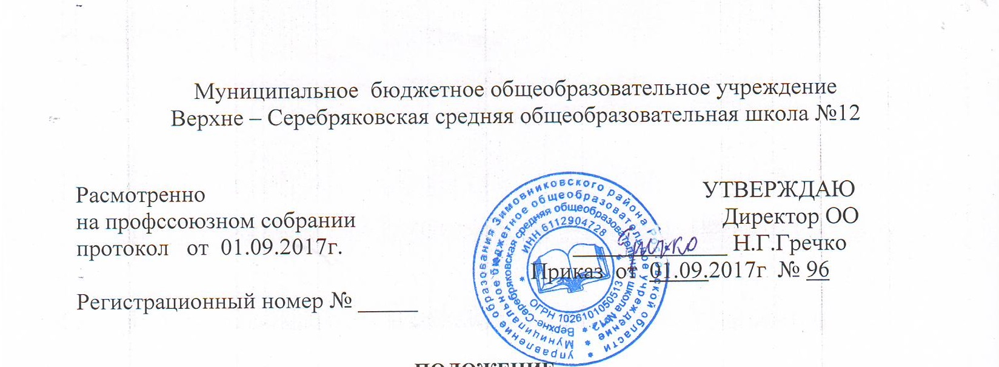 Муниципальное  бюджетное общеобразовательное учреждение
Верхне – Серебряковская средняя общеобразовательная школа №12
Расмотренно
на профссоюзном собрании
протокол   от  01.09.2017г.
Регистрационный номер № _____
УТВЕРЖДАЮ
Директор ОО
_____________ Н.Г.Гречко
Приказ  от  01.09.2017г  № 96
управление образования Зимовниковского района Ростовской области *
Муниципальное бюджетное общеобразовательное учреждение *
Верхне-Серебряковская средняя общеобразовательная школа №12 *
* ИНН 6112904728 *
ОГРН 1026101050513
ПОЛОЖЕНИЕ